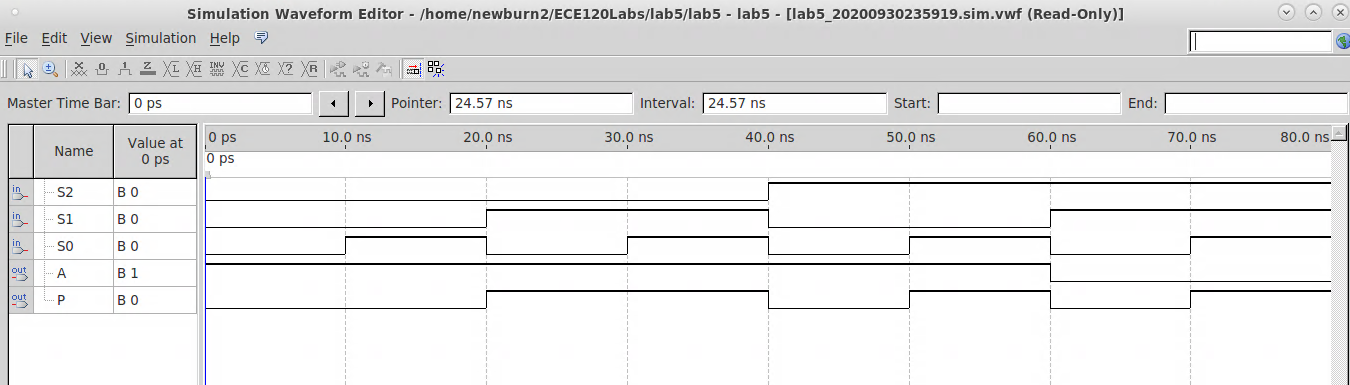 Simulation Waveform Editor - /home/newburn2/ECE120Labs/lab5/lab5 - lab5 - [lab5_20200930235919.sim.vwf (Read-Only)]
File Edit View Simulation Help
Master Time Bar: 0 ps Pointer: 24.57 ns Interval: 24.57 ns Start: End:
Name Value at 0 ps 0 ps 10.0 ns 20.0 ns 30.0 ns 40.0 ns 50.0 ns 60.0 ns 70.0 ns 80.0 ns
0 ps
in S2 B 0
in S1 B 0
in S0 B 0
out A B 1
out P B 0